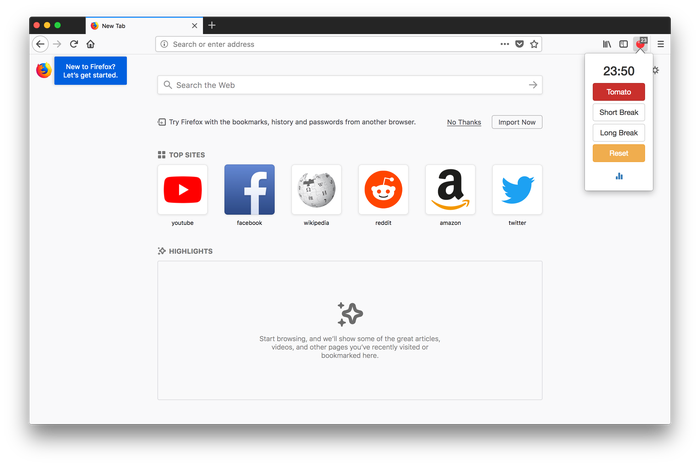 New Tab
Search or enter address
New to Firefox?
Let's get started.
23:50
Tomato
Short Break
Long Break
Reset
Search the Web
Try Firefox with the bookmarks, history and passwords from another browser.
No Thanks
Import Now
TOP SITES
youtube
facebook
wikipedia
reddit
amazon
twitter
HIGHLIGHTS
Start browsing, and we'll show some of the great articles,
videos, and other pages you've recently visited or
bookmarked here.